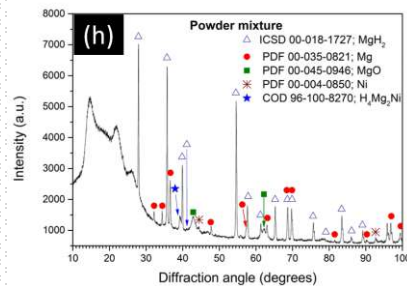 (h)
Powder mixture
ICSD 00-018-1727; MgH₂
PDF 00-035-0821; Mg
PDF 00-045-0946; MgO
PDF 00-004-0850; Ni
COD 96-100-8270; H₄Mg₂Ni
Intensity (a.u.)
8000
7000
6000
5000
4000
3000
2000
1000
10 20 30 40 50 60 70 80 90 100
Diffraction angle (degrees)